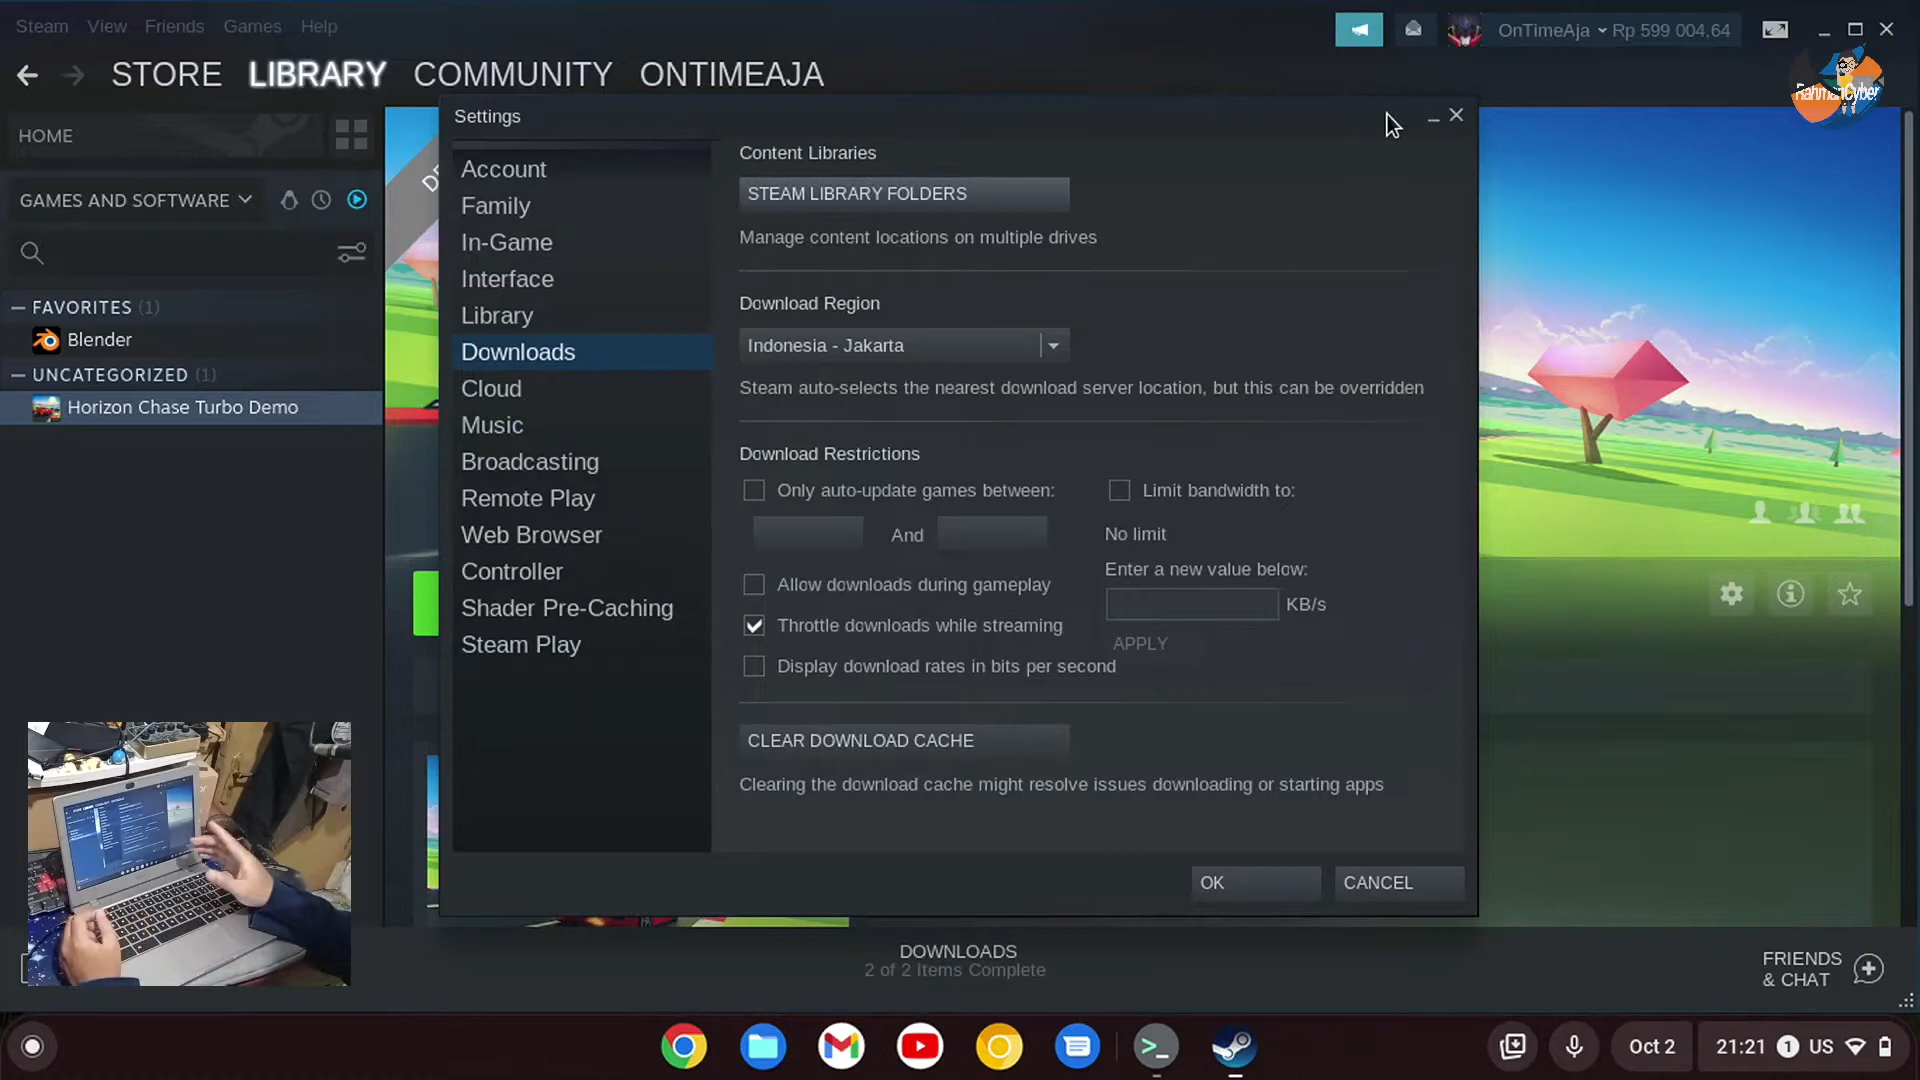 Steam View Friends Games Help
OnTimeAja Rp 599 004,64
STORE LIBRARY COMMUNITY ONTIMEAJA
RahmanCyber
Settings
HOME
GAMES AND SOFTWARE
FAVORITES (1)
Blender
UNCATEGORIZED (1)
Horizon Chase Turbo Demo
Account
Family
In-Game
Interface
Library
Downloads
Cloud
Music
Broadcasting
Remote Play
Web Browser
Controller
Shader Pre-Caching
Steam Play
Content Libraries
STEAM LIBRARY FOLDERS
Manage content locations on multiple drives
Download Region
Indonesia - Jakarta
Steam auto-selects the nearest download server location, but this can be overridden
Download Restrictions
Only auto-update games between:
And
Allow downloads during gameplay
Throttle downloads while streaming
Display download rates in bits per second
Limit bandwidth to:
No limit
Enter a new value below:
KB/s
APPLY
CLEAR DOWNLOAD CACHE
Clearing the download cache might resolve issues downloading or starting apps
OK CANCEL
DOWNLOADS
2 of 2 Items Complete
FRIENDS
& CHAT
Oct 2 21:21 1 US